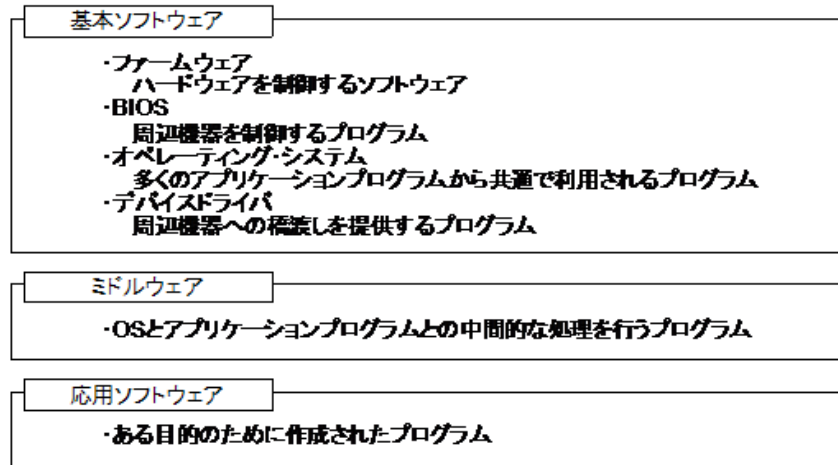 基本ソフトウェア
・ファームウェア
ハードウェアを制御するソフトウェア
・BIOS
周辺機器を制御するプログラム
・オペレーティング・システム
多くのアプリケーションプログラムから共通で利用されるプログラム
・デバイスドライバ
周辺機器への橋渡しを提供するプログラム
ミドルウェア
・OSとアプリケーションプログラムとの中間的な処理を行うプログラム
応用ソフトウェア
・ある目的のために作成されたプログラム